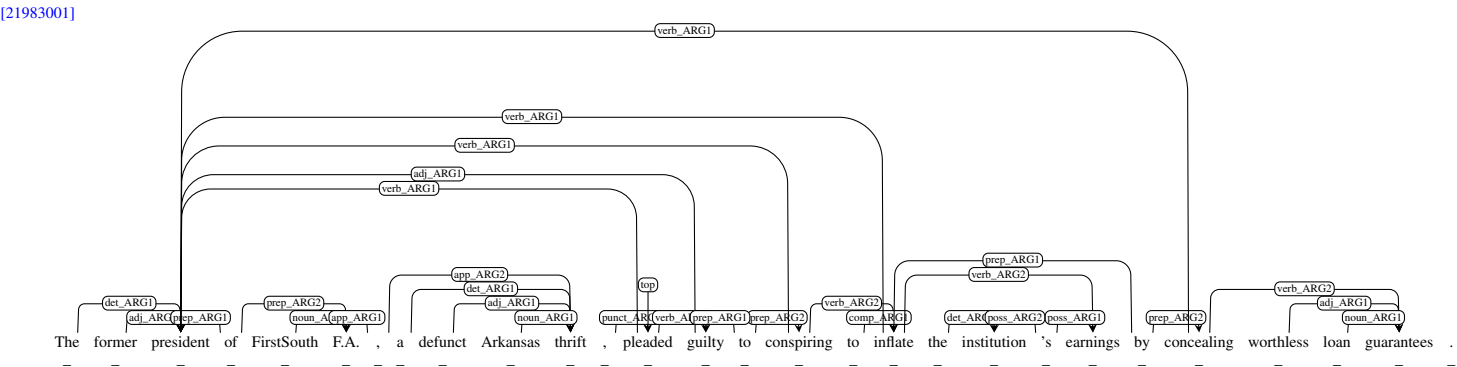 [21983001]
verb_ARG1
verb_ARG1
verb_ARG1
adj_ARG1
verb_ARG1
prep_ARG1
app_ARG2 verb_ARG2
top
det_ARG1 verb_ARG2
det_ARG1 prep_ARG2 adj_ARG1 verb_ARG2 adj_ARG1
prep_ARG1 app_ARG1 noun_ARG1 prep_ARG1 prep_ARG2 comp_ARG1 poss_ARG2 poss_ARG1 prep_ARG2 noun_ARG1
The former president of FirstSouth F.A. , a defunct Arkansas thrift , pleaded guilty to conspiring to inflate the institution 's earnings by concealing worthless loan guarantees .
_ _ _ _ _ _ _ _ _ _ _ _ _ _ _ _ _ _ _ _ _ _ _ _ _ _ _ _